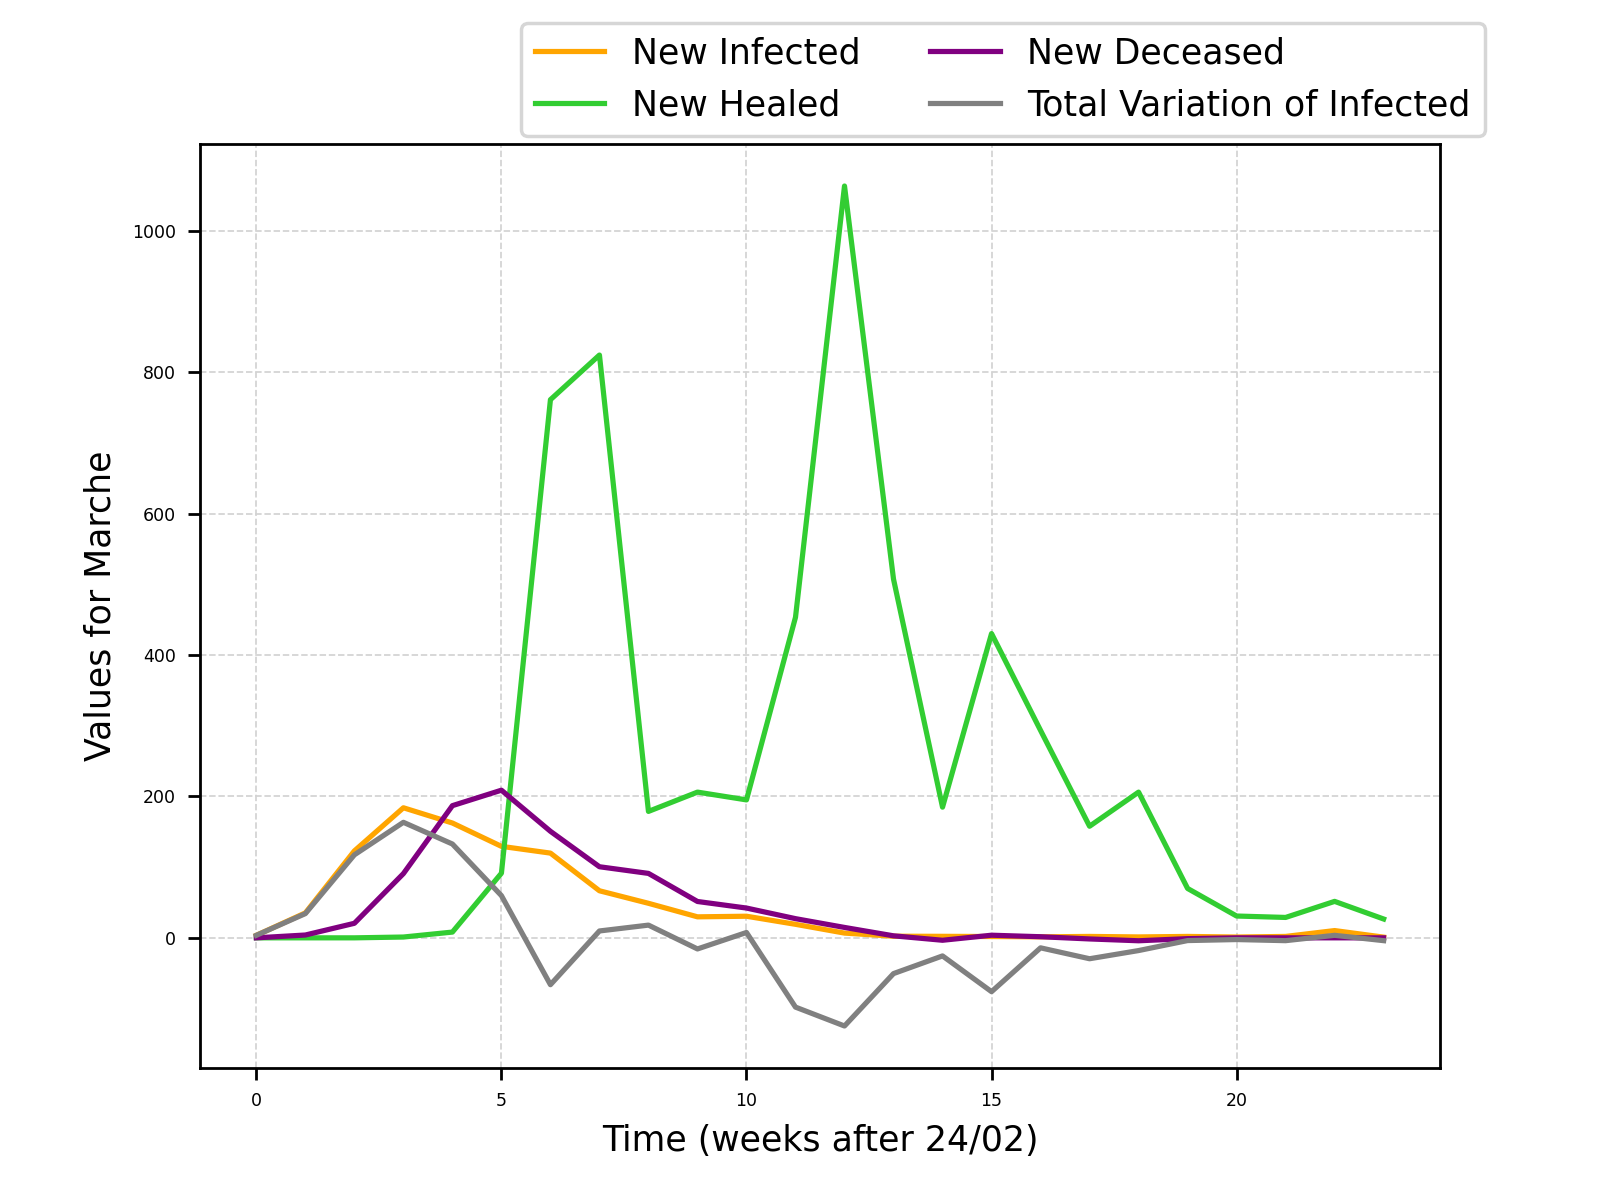 New Infected
New Deceased
New Healed
Total Variation of Infected
1000
800
600
400
200
0
Values for Marche
0
5
10
15
20
Time (weeks after 24/02)